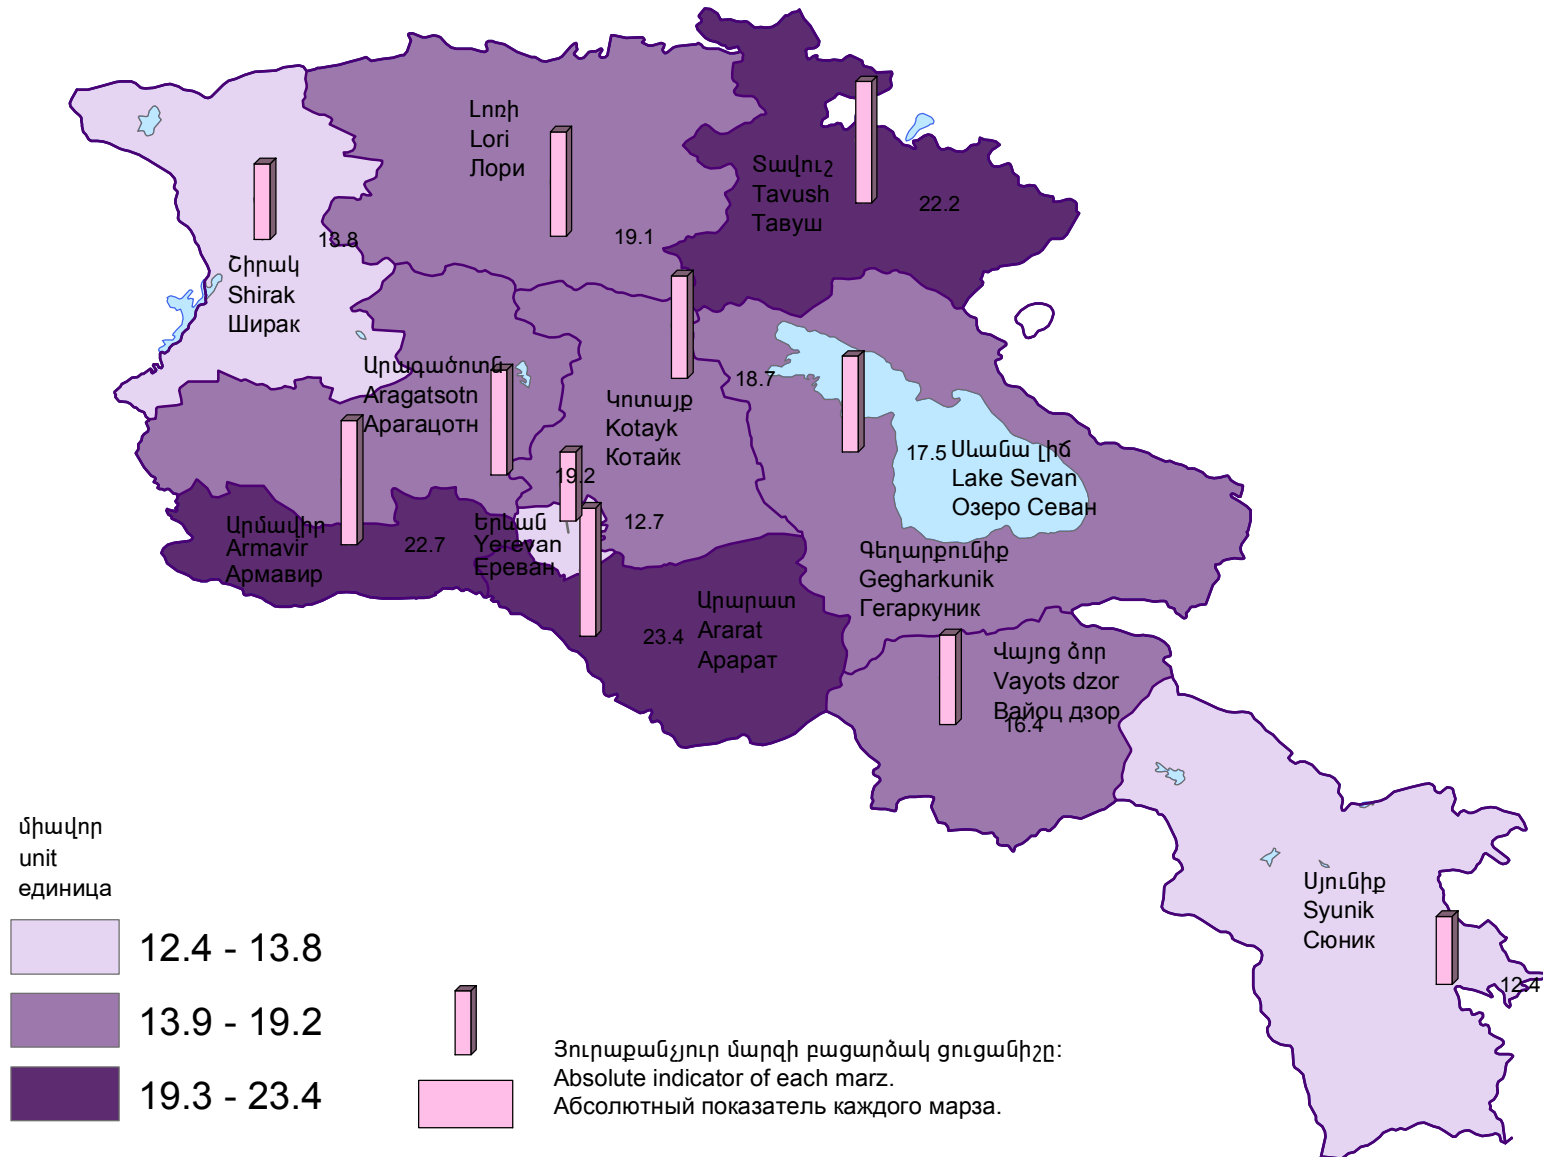 Լոռի
Lori
Лори
19.1
Տավուշ
Tavush
Тавуш
22.2
13.8
Շիրակ
Shirak
Ширак
Արագածոտն
Aragatsotn
Арагацотн
19.2
18.7
Կոտայք
Kotayk
Котайк
17.5
Սևանա լիճ
Lake Sevan
Озеро Севан
Արմավիր
Armavir
Армавир
22.7
Երևան
Yerevan
Ереван
12.7
Գեղարքունիք
Gegharkunik
Гегаркуник
23.4
Արարատ
Ararat
Арарат
Վայոց ձոր
Vayots dzor
Вайоц дзор
16.4
Սյունիք
Syunik
Сюник
12.4
միավոր
unit
единица
12.4 - 13.8
13.9 - 19.2
19.3 - 23.4
Յուրաքանչյուր մարզի բացարձակ ցուցանիշը:
Absolute indicator of each marz.
Абсолютный показатель каждого марза.